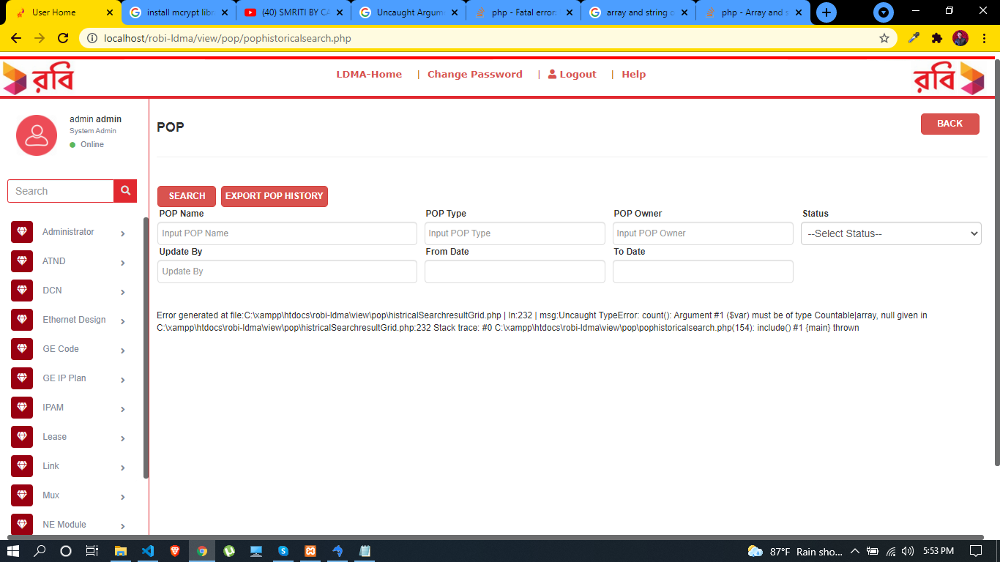 User Home
install mcrypt libr
(40) SMRITI BY CA
Uncaught Argum
php - Fatal error:
array and string o
php - Array and s
localhost/robi-ldma/view/pop/pophistoricalsearch.php
রবি
LDMA-Home | Change Password | Logout | Help
রবি
admin admin
System Admin
Online
POP
BACK
Search
SEARCH
EXPORT POP HISTORY
POP Name
POP Type
POP Owner
Status
Input POP Name
Input POP Type
Input POP Owner
--Select Status--
Update By
From Date
To Date
Update By
Error generated at file:C:\xampp\htdocs\robi-ldma\view\pop\histricalSearchresultGrid.php | ln:232 | msg:Uncaught TypeError: count(): Argument #1 ($var) must be of type Countable|array, null given in
C:\xampp\htdocs\robi-ldma\view\pop\histricalSearchresultGrid.php:232 Stack trace: #0 C:\xampp\htdocs\robi-ldma\view\pop\pophistoricalsearch.php(154): include() #1 {main} thrown
Administrator
ATND
DCN
Ethernet Design
GE Code
GE IP Plan
IPAM
Lease
Link
Mux
NE Module
87°F Rain sho...
5:53 PM